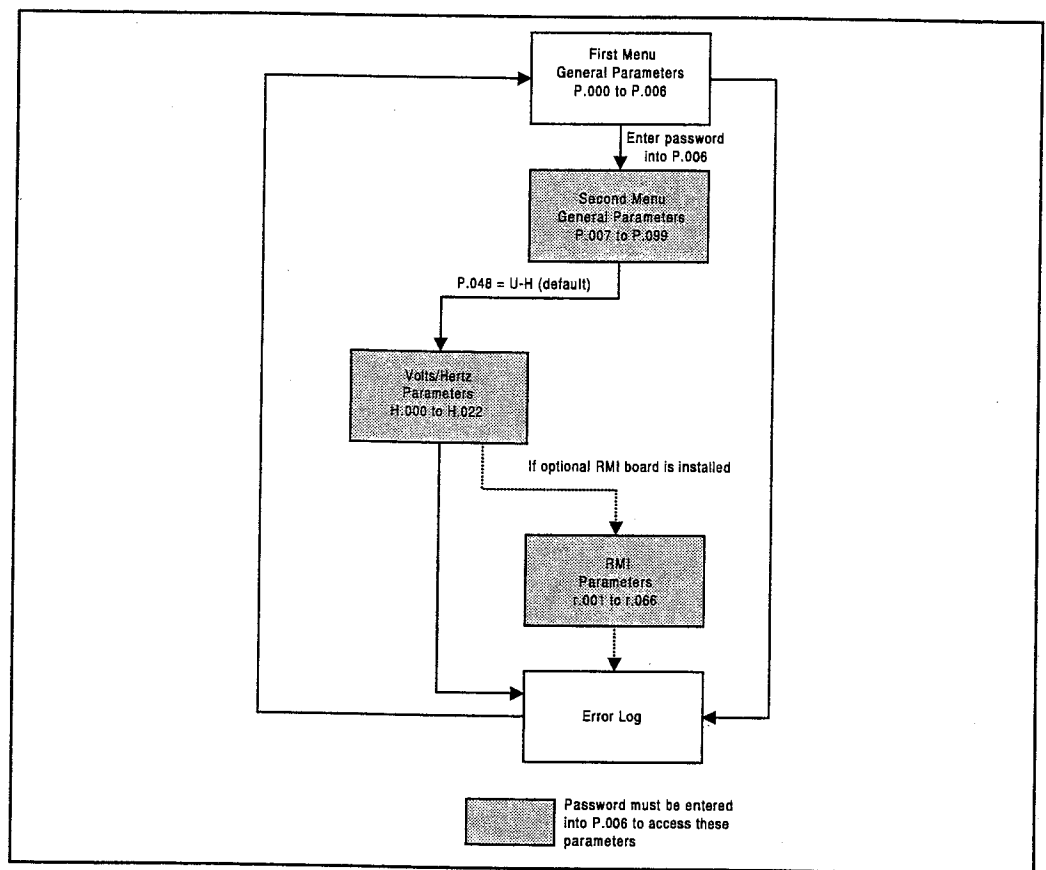 First Menu
General Parameters
P.000 to P.006
Enter password
into P.006
Second Menu
General Parameters
P.007 to P.099
P.048 = U-H (default)
Volts/Hertz
Parameters
H.000 to H.022
If optional RMI board is installed
RMI
Parameters
r.001 to r.066
Error Log
Password must be entered
into P.006 to access these
parameters